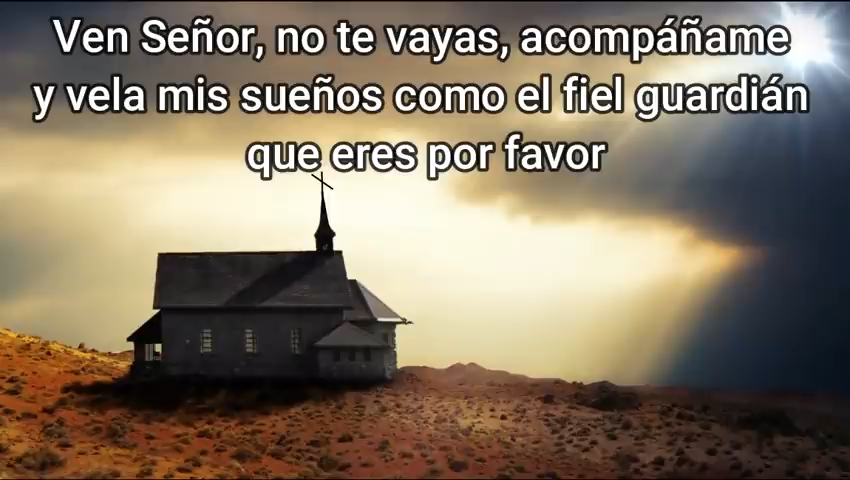 Ven Señor, no te vayas, acompáñame
y vela mis sueños como el fiel guardián
que eres por favor